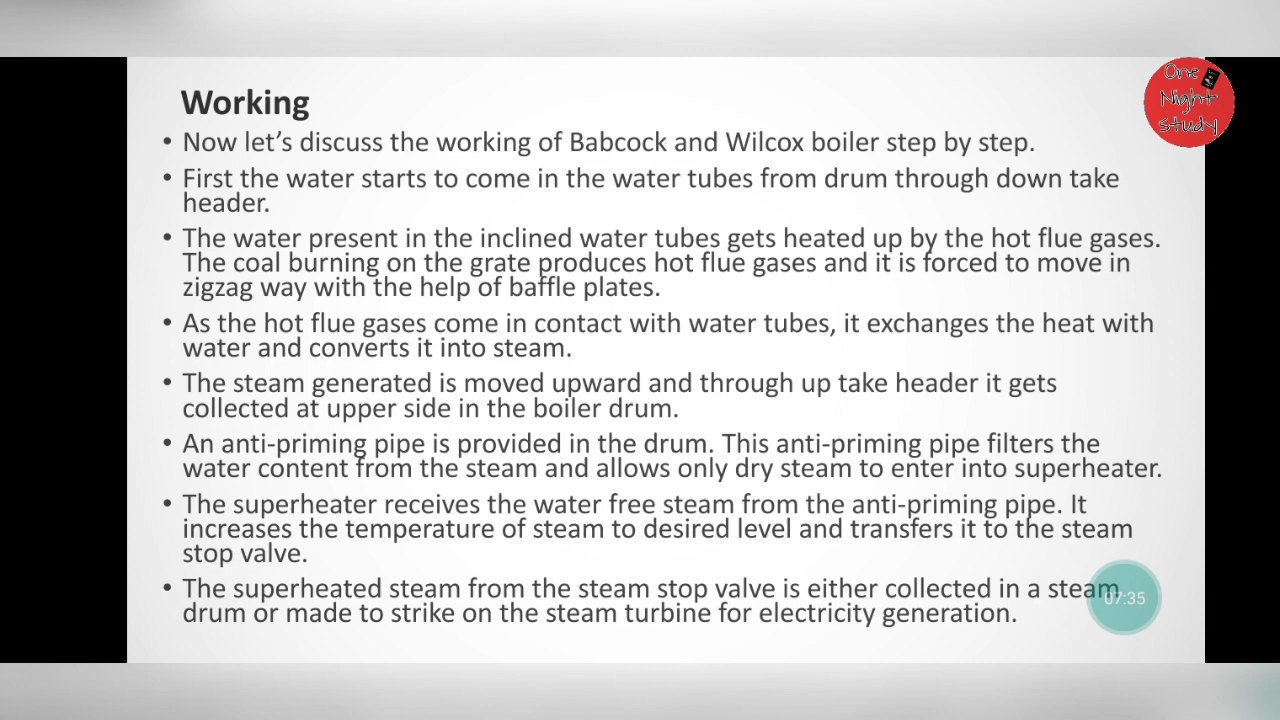 Working
• Now let’s discuss the working of Babcock and Wilcox boiler step by step.
• First the water starts to come in the water tubes from drum through down take
header.
• The water present in the inclined water tubes gets heated up by the hot flue gases.
The coal burning on the grate produces hot flue gases and it is forced to move in
zigzag way with the help of baffle plates.
• As the hot flue gases come in contact with water tubes, it exchanges the heat with
water and converts it into steam.
• The steam generated is moved upward and through up take header it gets
collected at upper side in the boiler drum.
• An anti-priming pipe is provided in the drum. This anti-priming pipe filters the
water content from the steam and allows only dry steam to enter into superheater.
• The superheater receives the water free steam from the anti-priming pipe. It
increases the temperature of steam to desired level and transfers it to the steam
stop valve.
• The superheated steam from the steam stop valve is either collected in a steam
drum or made to strike on the steam turbine for electricity generation.
One
Night
Study
07:35